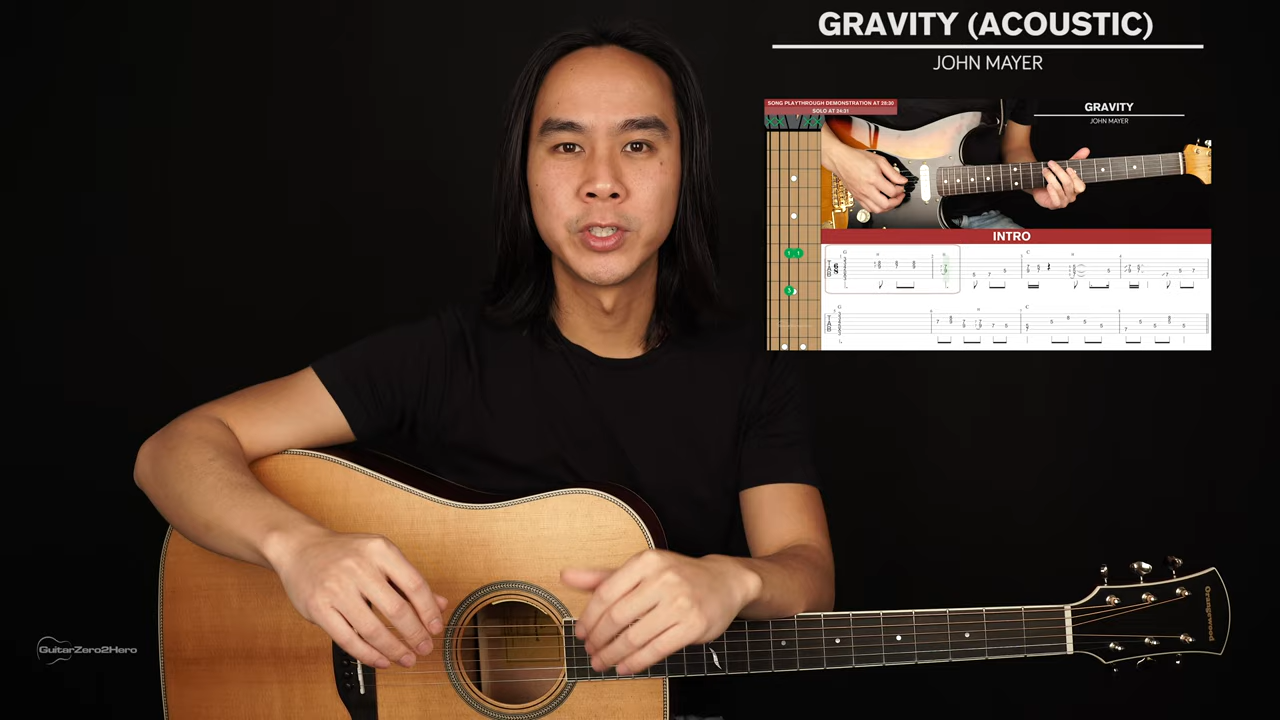 GRAVITY (ACOUSTIC)
JOHN MAYER
SONG PLAYTHROUGH DEMONSTRATION AT 28:30
SOLO AT 24:31
GRAVITY
JOHN MAYER
INTRO
GuitarZero2Hero
Orangewood